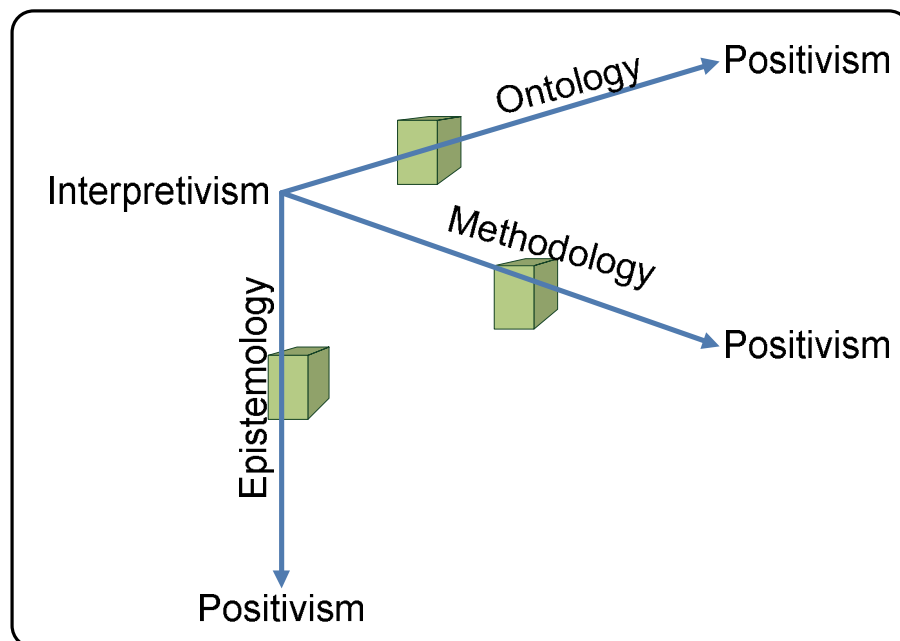 Positivism
Ontology
Interpretivism
Methodology
Positivism
Epistemology
Positivism